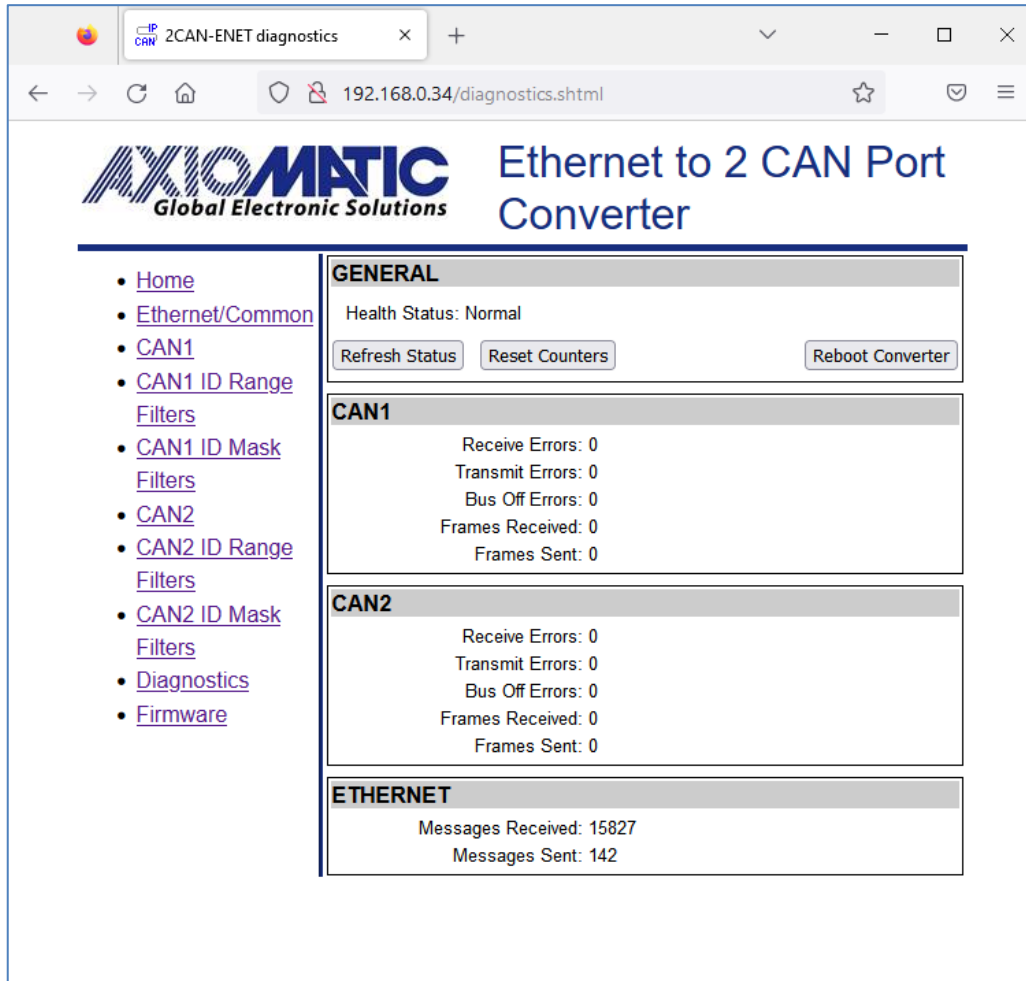 IP
CAN
2CAN-ENET diagnostics
192.168.0.34/diagnostics.shtml
AXIOMATIC
Global Electronic Solutions
Ethernet to 2 CAN Port
Converter
Home
Ethernet/Common
CAN1
CAN1 ID Range
Filters
CAN1 ID Mask
Filters
CAN2
CAN2 ID Range
Filters
CAN2 ID Mask
Filters
Diagnostics
Firmware
GENERAL
Health Status: Normal
Refresh Status Reset Counters Reboot Converter
CAN1
Receive Errors: 0
Transmit Errors: 0
Bus Off Errors: 0
Frames Received: 0
Frames Sent: 0
CAN2
Receive Errors: 0
Transmit Errors: 0
Bus Off Errors: 0
Frames Received: 0
Frames Sent: 0
ETHERNET
Messages Received: 15827
Messages Sent: 142